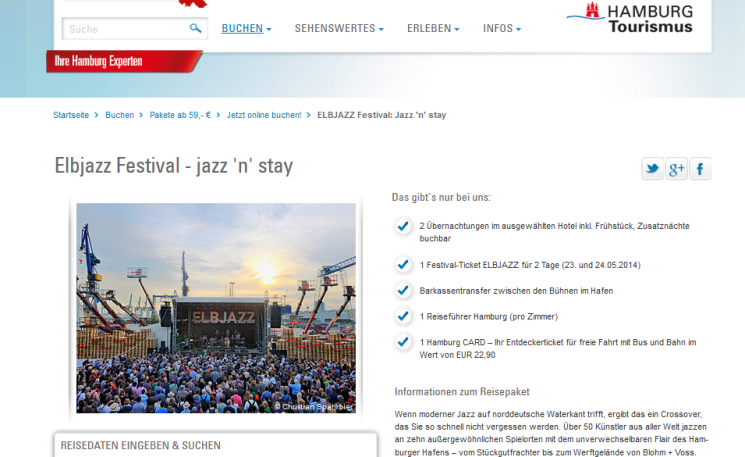 Suche
BUCHEN
SEHENSWERTES
ERLEBEN
INFOS
HAMBURG
Tourismus
Ihre Hamburg Experten
Startseite > Buchen > Pakete ab 59,- € > Jetzt online buchen! > ELBJAZZ Festival: Jazz 'n' stay
Elbjazz Festival - jazz 'n' stay
g+
f
ELBJAZZ
© Christian Spahrbier
REISEDATEN EINGEBEN & SUCHEN
Das gibt`s nur bei uns:
2 Übernachtungen im ausgewählten Hotel inkl. Frühstück, Zusatznächte
buchbar
1 Festival-Ticket ELBJAZZ für 2 Tage (23. und 24.05.2014)
Barkassentransfer zwischen den Bühnen im Hafen
1 Reiseführer Hamburg (pro Zimmer)
1 Hamburg CARD – Ihr Entdeckerticket für freie Fahrt mit Bus und Bahn im
Wert von EUR 22,90
Informationen zum Reisepaket
Wenn moderner Jazz auf norddeutsche Waterkant trifft, ergibt das ein Crossover,
das Sie so schnell nicht vergessen werden. Über 50 Künstler aus aller Welt jazzen
an zehn außergewöhnlichen Spielorten mit dem unverwechselbaren Flair des Ham-
burger Hafens – vom Stückgutfrachter bis zum Werftgelände von Blohm + Voss.